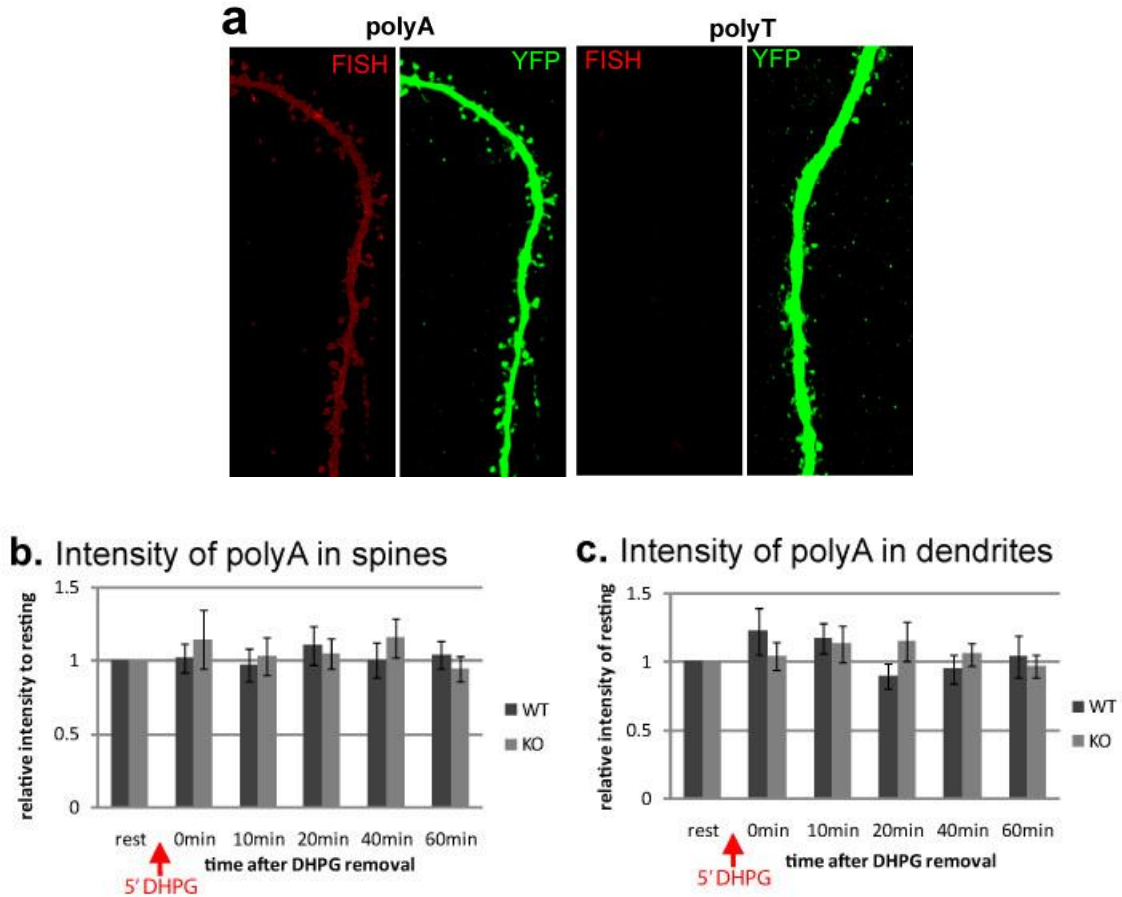 a
polyA polyT
FISH YFP FISH YFP
b. Intensity of polyA in spines
relative intensity to resting
1.5
1
0.5
0
rest 0min 10min 20min 40min 60min
time after DHPG removal
5' DHPG
WT
KO
c. Intensity of polyA in dendrites
relative intensity of resting
1.5
1
0.5
0
rest 0min 10min 20min 40min 60min
time after DHPG removal
5' DHPG
WT
KO